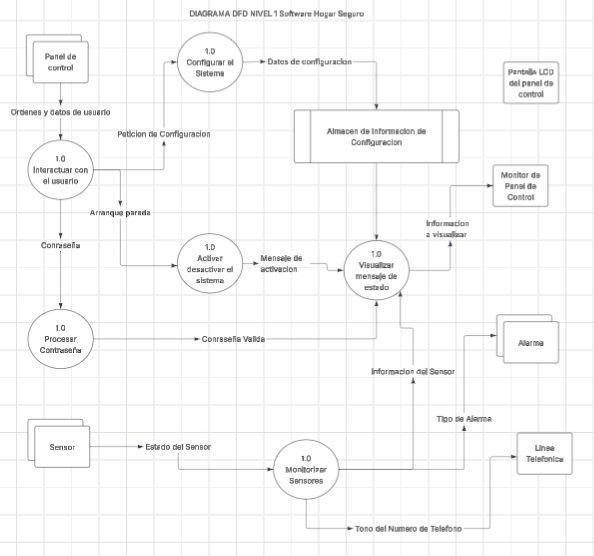 DIAGRAMA DFD NIVEL 1 Software Hogar Seguro
Panel de
control
1.0
Configurar el
Sistema
Datos de configuracion
Pantalla LCD
del panel de
control
Ordenes y datos de usuario
Peticion de Configuracion
Almacen de Informacion de
Configuracion
1.0
Interactuar con
el usuario
Monitor de
Panel de
Control
Arranque parada
Informacion
a visualizar
Contraseña
1.0
Activar
desactivar el
sistema
Mensaje de
activacion
1.0
Visualizar
mensaje de
estado
1.0
Procesar
Contraseña
Contraseña Valida
Alarma
Informacion del Sensor
Tipo de Alarma
Sensor
Estado del Sensor
1.0
Monitorizar
Sensores
Linea
Telefonica
Tono del Numero de Telefono